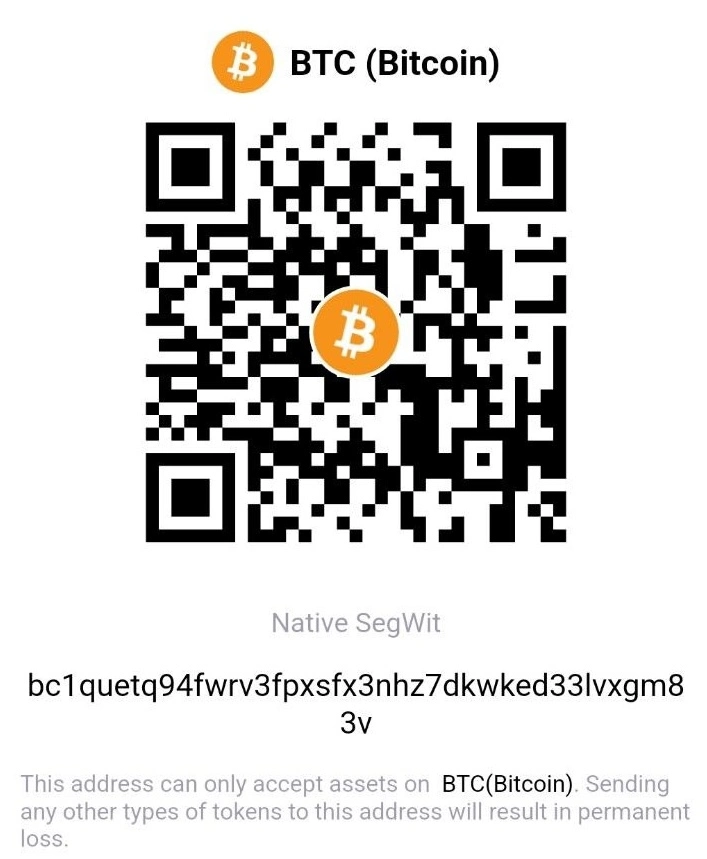 BTC (Bitcoin)
Native SegWit
bc1quetq94fwrv3fpxsfx3nhz7dkwked33lvxgm8
3v
This address can only accept assets on BTC(Bitcoin). Sending
any other types of tokens to this address will result in permanent
loss.